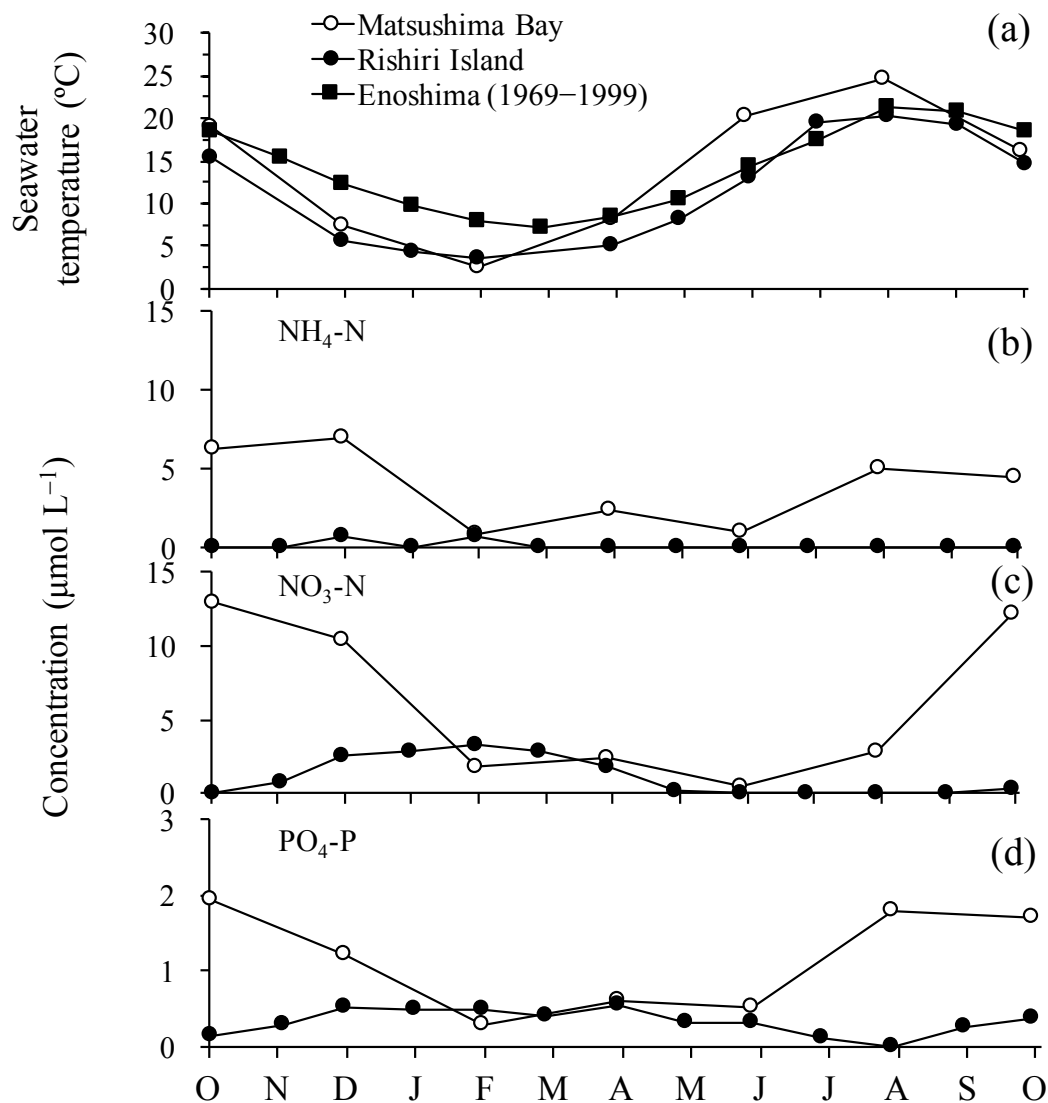 Matsushima Bay
Rishiri Island
Enoshima (1969−1999)
(a)
Seawater
temperature (ºC)
30
25
20
15
10
5
0
NH₄-N
(b)
15
10
5
0
Concentration (μmol L⁻¹)
NO₃-N
(c)
15
10
5
0
PO₄-P
(d)
3
2
1
0
O N D J F M A M J J A S O